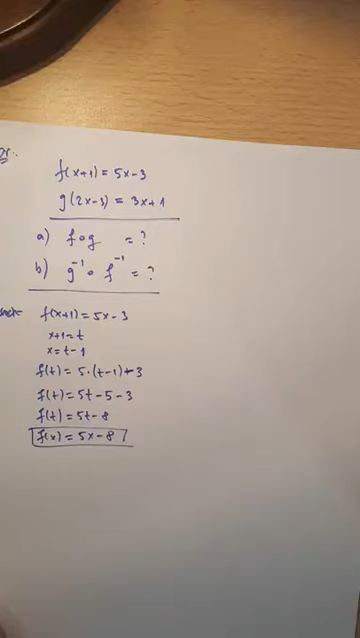 f(x+1) = 5x-3
g(2x-3) = 3x+1
a) f∘g = ?
b) g⁻¹∘f⁻¹ = ?
f(x+1) = 5x-3
x+1=t
x=t-1
f(t) = 5·(t-1)-3
f(t) = 5t-5-3
f(t) = 5t-8
f(x) = 5x-8